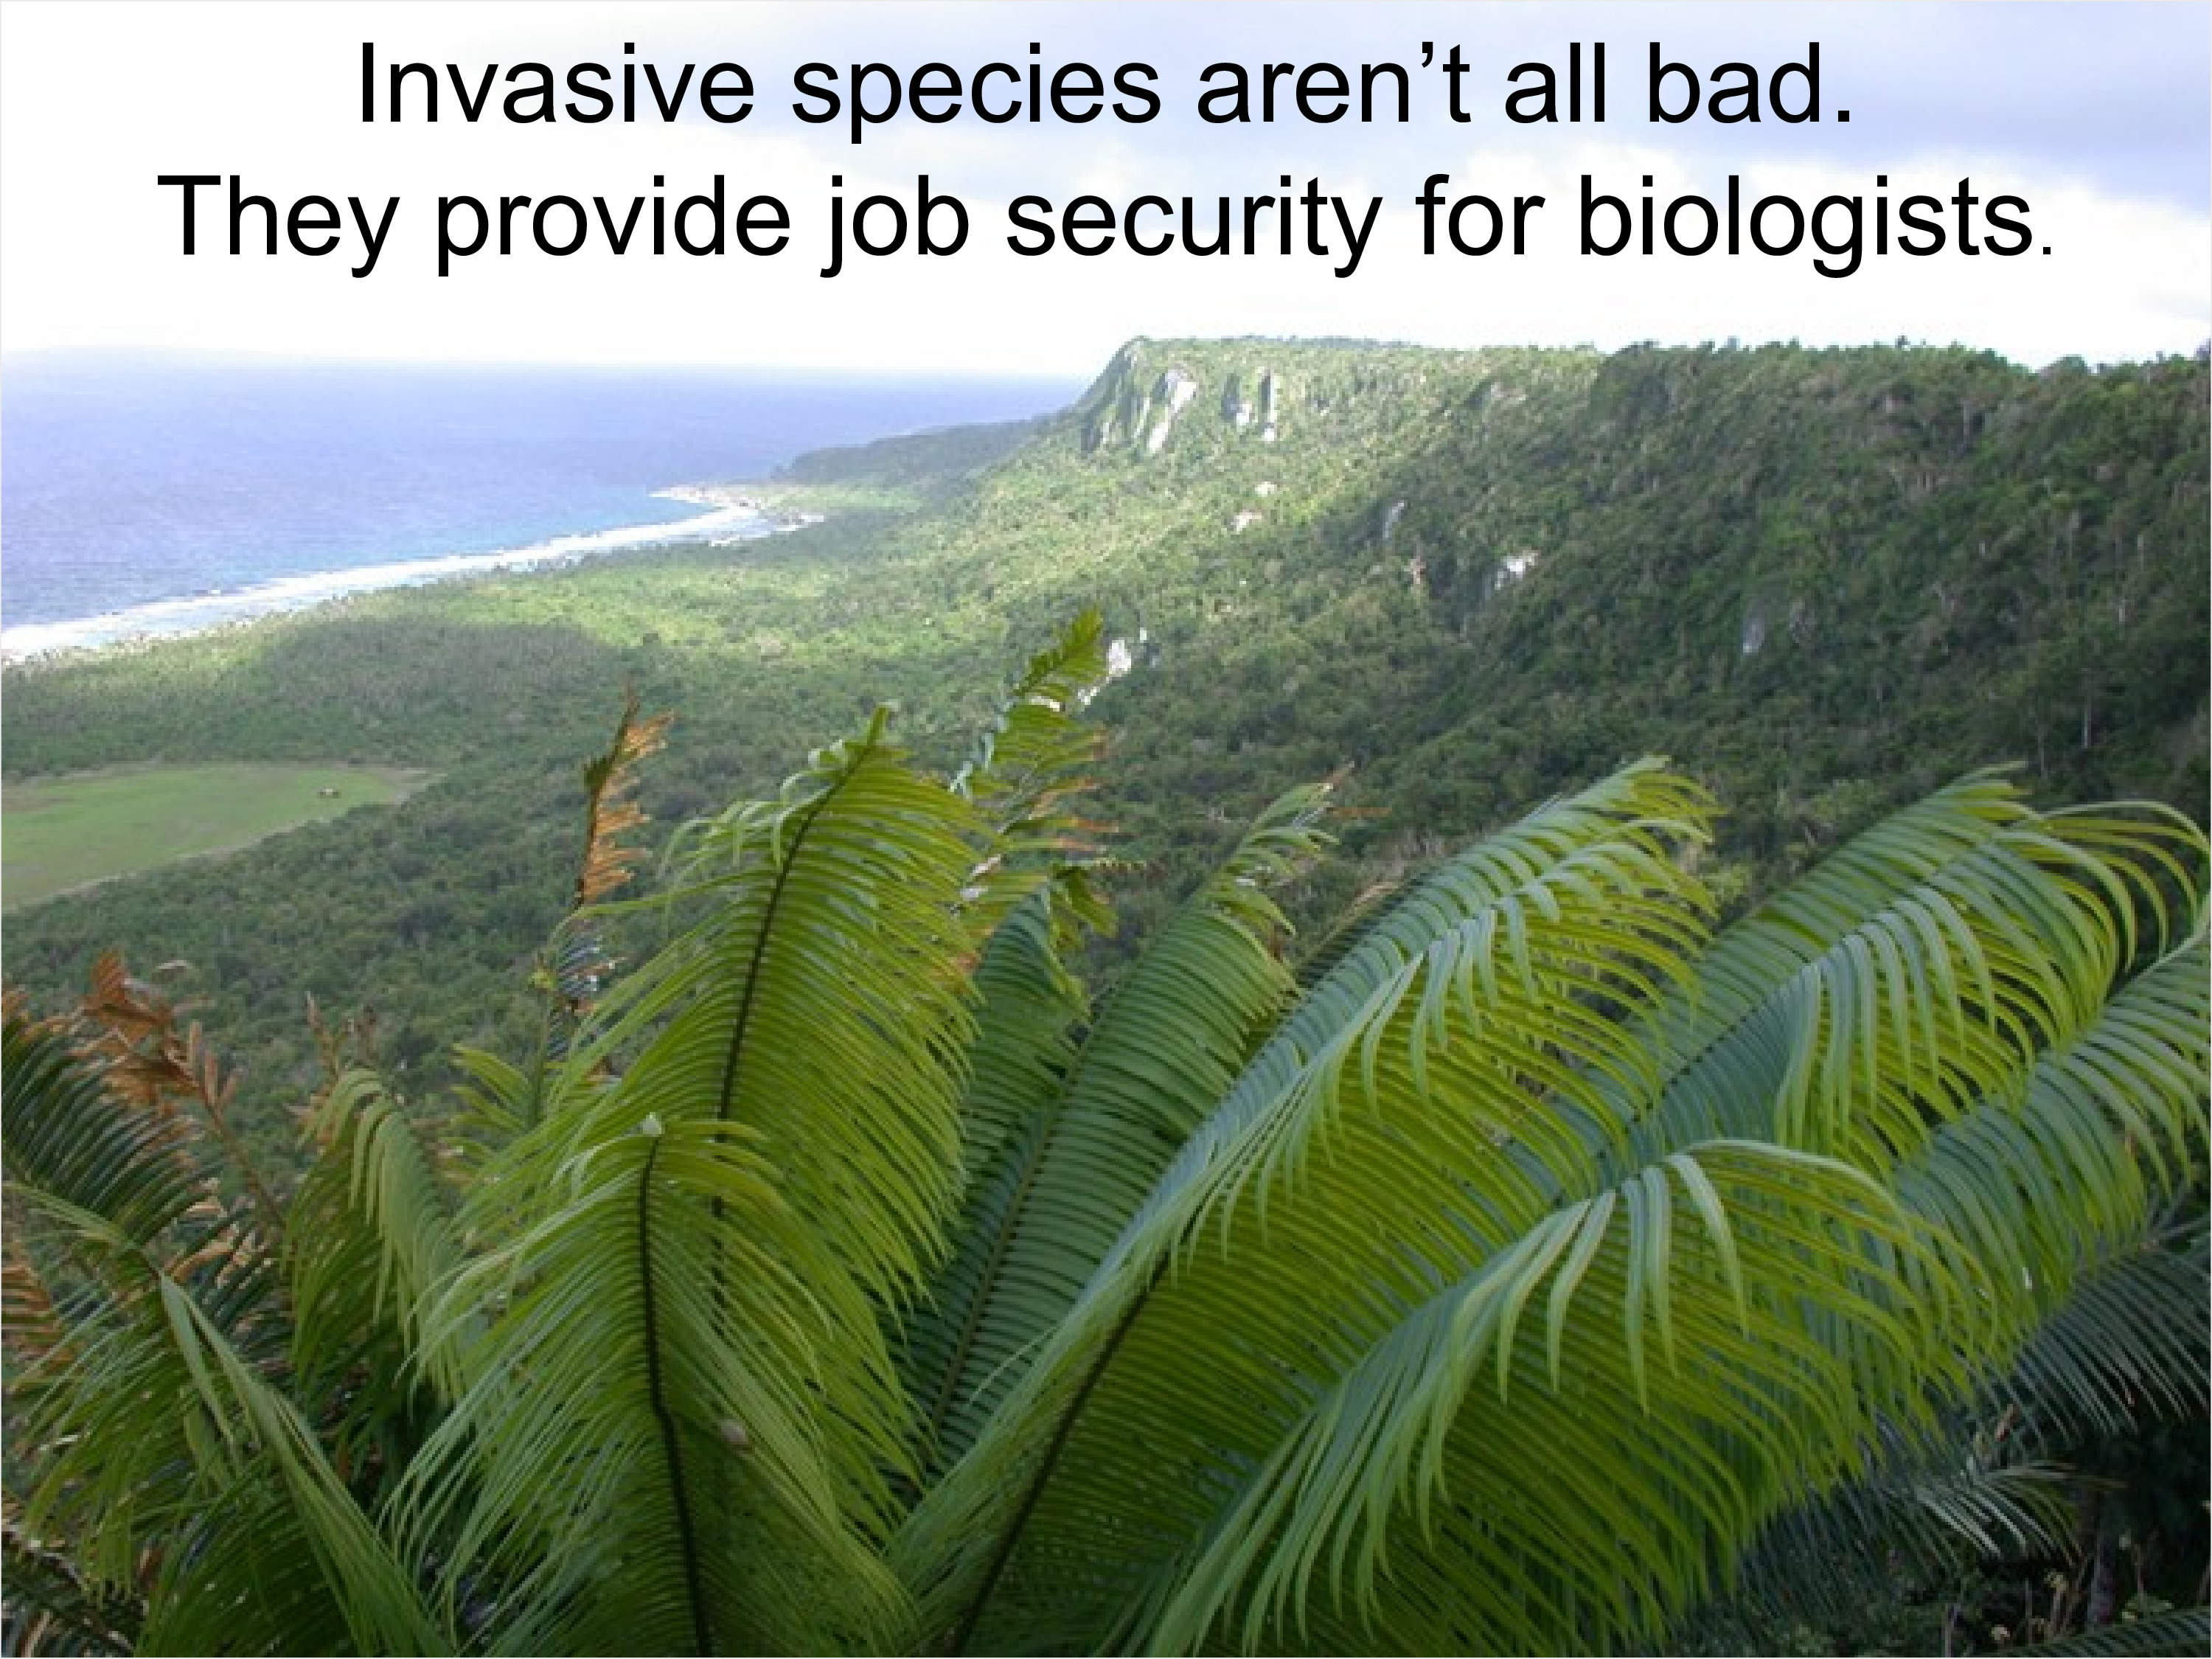 Invasive species aren’t all bad.
They provide job security for biologists.